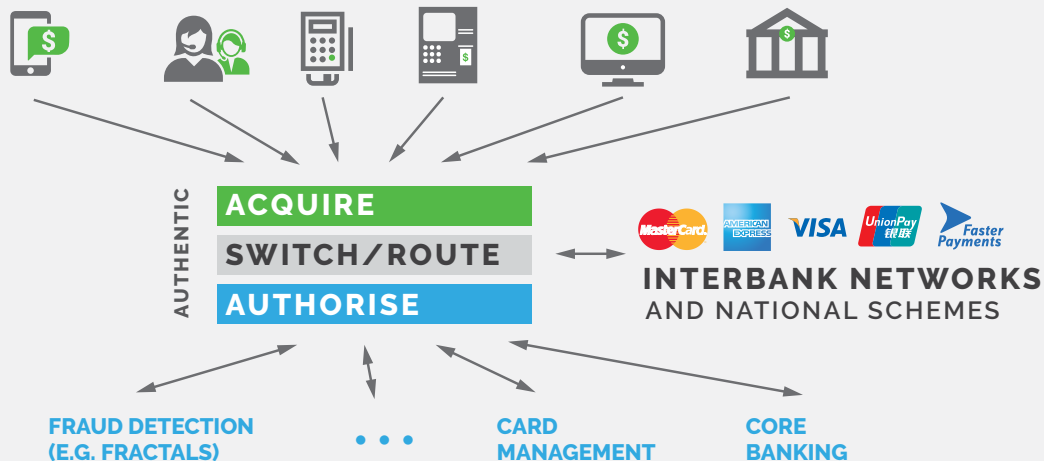 $
$
$
$
ACQUIRE
SWITCH/ROUTE
AUTHORISE
AUTHENTIC
MasterCard.
AMERICAN
EXPRESS
VISA
UnionPay
银联
Faster
Payments
INTERBANK NETWORKS
AND NATIONAL SCHEMES
FRAUD DETECTION
(E.G. FRACTALS)
• • •
CARD
MANAGEMENT
CORE
BANKING